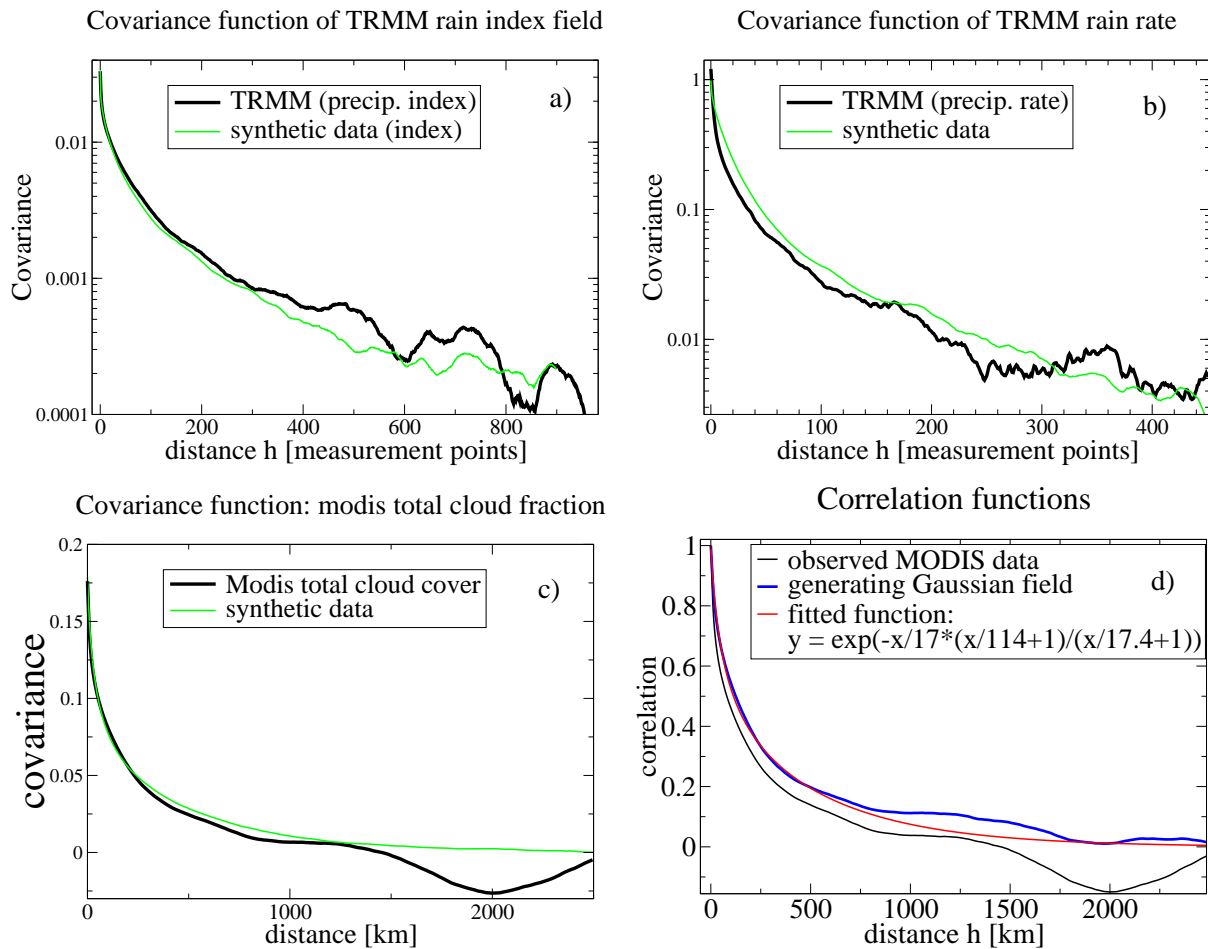 Covariance function of TRMM rain index field
TRMM (precip. index)
synthetic data (index)
a)
0.01
0.001
0.0001
Covariance
0
200
400
600
800
distance h [measurement points]
Covariance function of TRMM rain rate
TRMM (precip. rate)
synthetic data
b)
1
0.1
0.01
Covariance
0
100
200
300
400
distance h [measurement points]
Covariance function: modis total cloud fraction
Modis total cloud cover
synthetic data
c)
0.2
0.15
0.1
0.05
0
covariance
0
1000
2000
distance [km]
Correlation functions
observed MODIS data
generating Gaussian field
fitted function:
y = exp(-x/17*(x/114+1)/(x/17.4+1))
d)
1
0.8
0.6
0.4
0.2
0
correlation
0
500
1000
1500
2000
distance h [km]